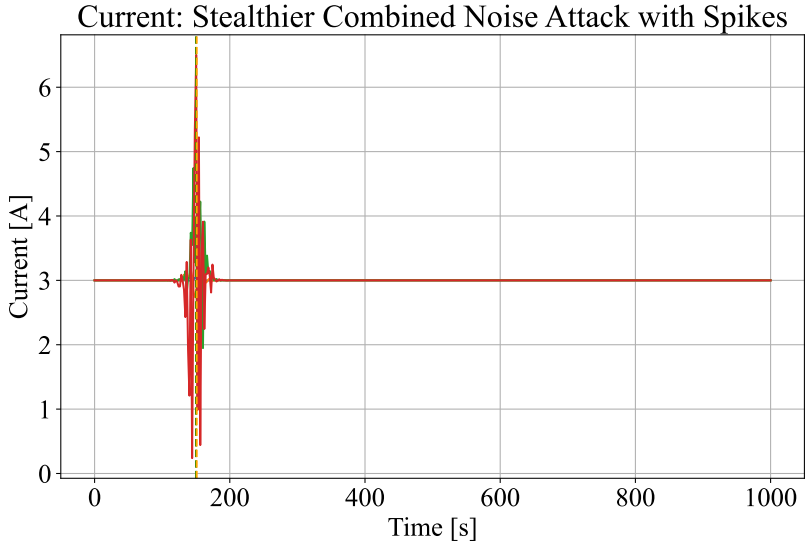 Current: Stealthier Combined Noise Attack with Spikes
Current [A]
6
5
4
3
2
1
0
0 200 400 600 800 1000
Time [s]